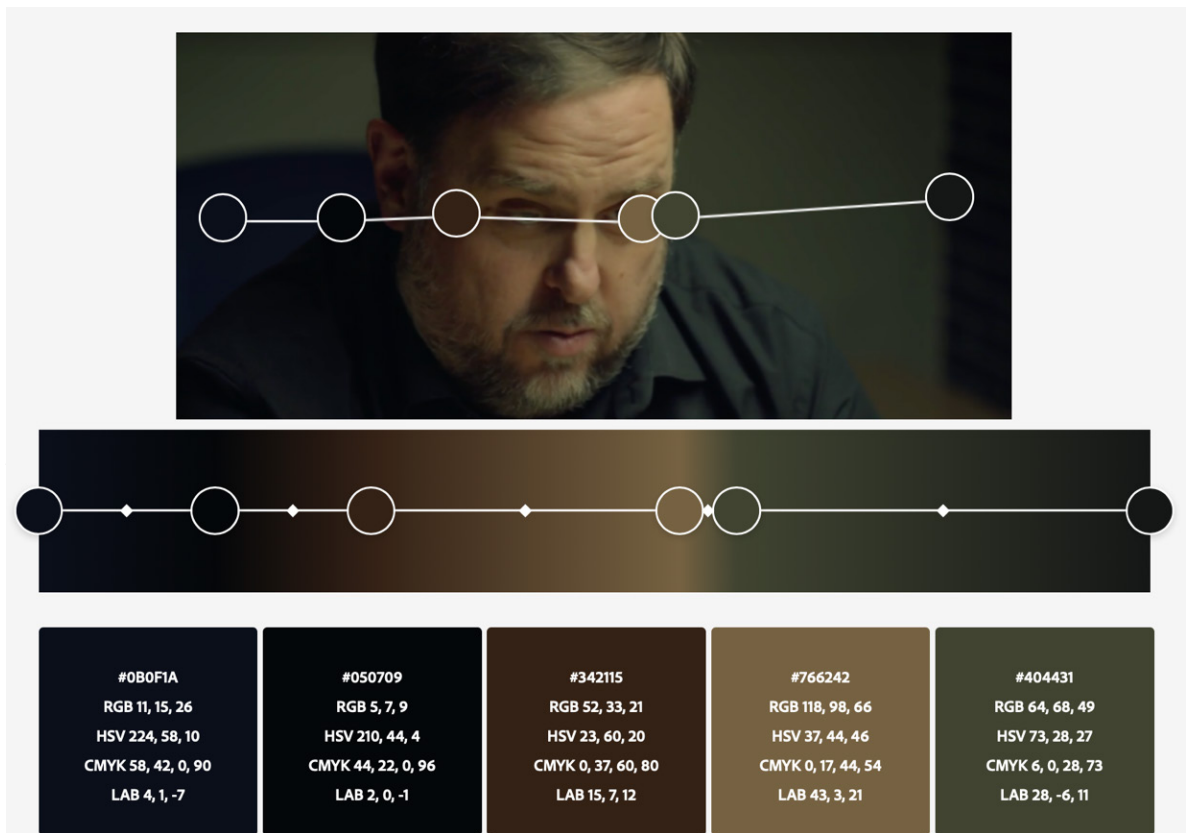 #0B0F1A
RGB 11, 15, 26
HSV 224, 58, 10
CMYK 58, 42, 0, 90
LAB 4, 1, -7
#050709
RGB 5, 7, 9
HSV 210, 44, 4
CMYK 44, 22, 0, 96
LAB 2, 0, -1
#342115
RGB 52, 33, 21
HSV 23, 60, 20
CMYK 0, 37, 60, 80
LAB 15, 7, 12
#766242
RGB 118, 98, 66
HSV 37, 44, 46
CMYK 0, 17, 44, 54
LAB 43, 3, 21
#404431
RGB 64, 68, 49
HSV 73, 28, 27
CMYK 6, 0, 28, 73
LAB 28, -6, 11